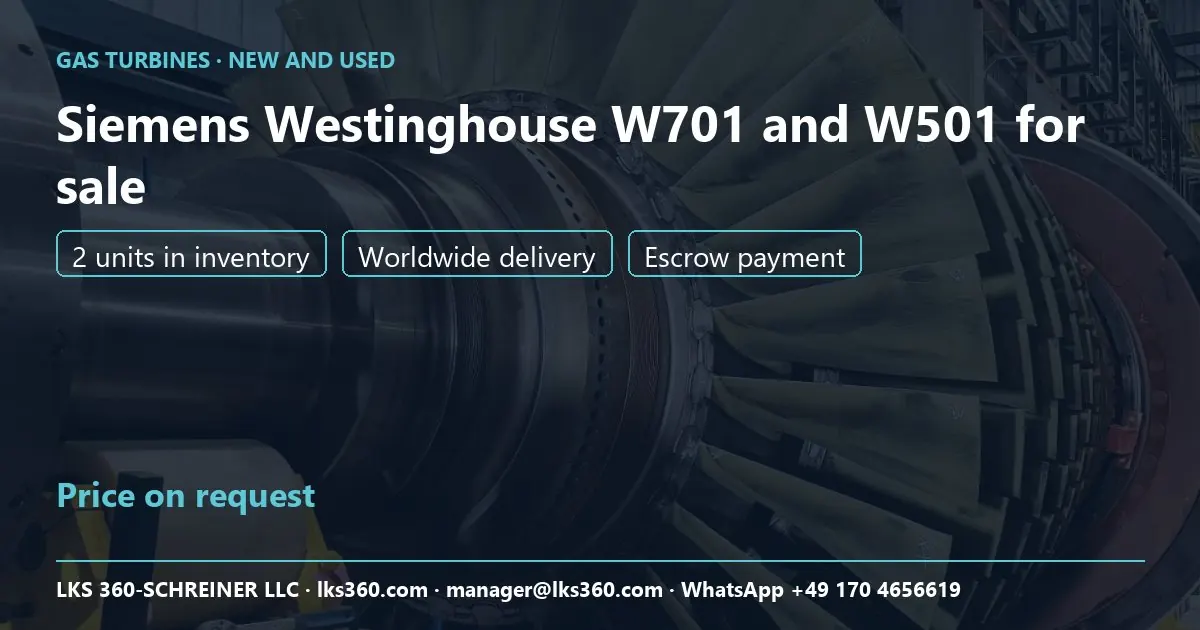 GAS TURBINES · NEW AND USED
Siemens Westinghouse W701 and W501 for
sale
2 units in inventory
Worldwide delivery
Escrow payment
Price on request
LKS 360-SCHREINER LLC · lks360.com · manager@lks360.com · WhatsApp +49 170 4656619